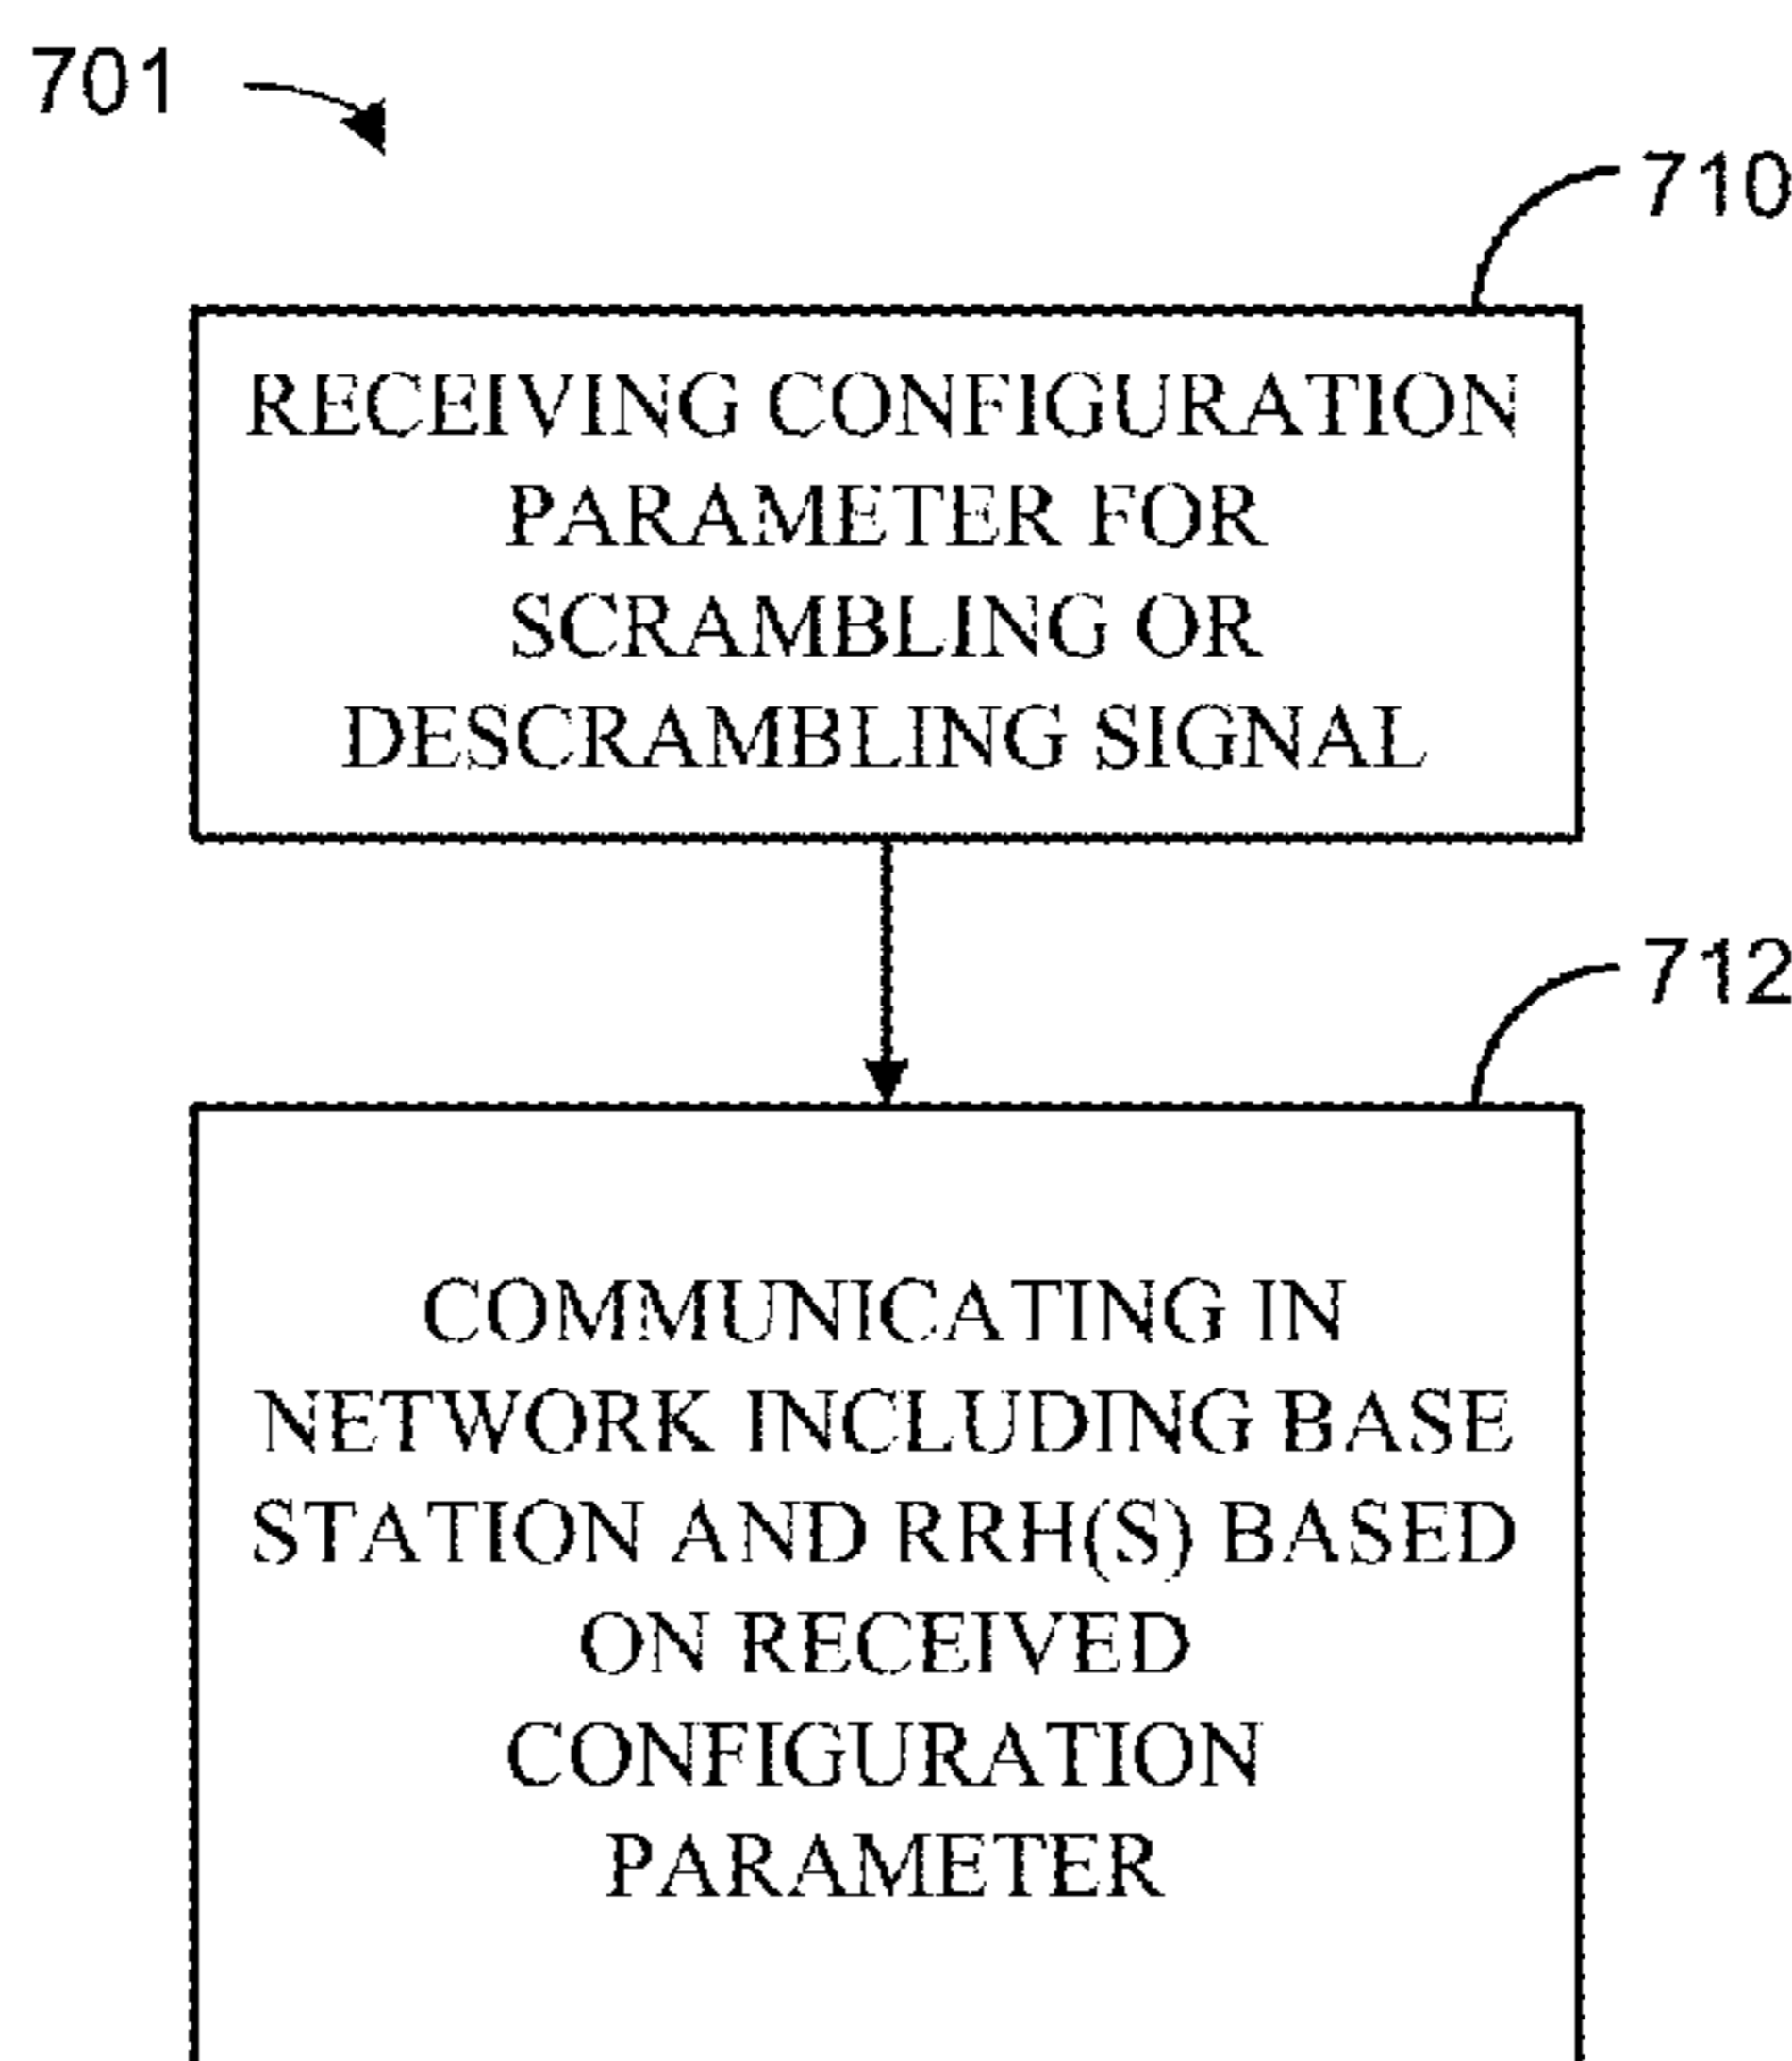 701
710
RECEIVING CONFIGURATION
PARAMETER FOR
SCRAMBLING OR
DESCRAMBLING SIGNAL
712
COMMUNICATING IN
NETWORK INCLUDING BASE
STATION AND RRH(S) BASED
ON RECEIVED
CONFIGURATION
PARAMETER